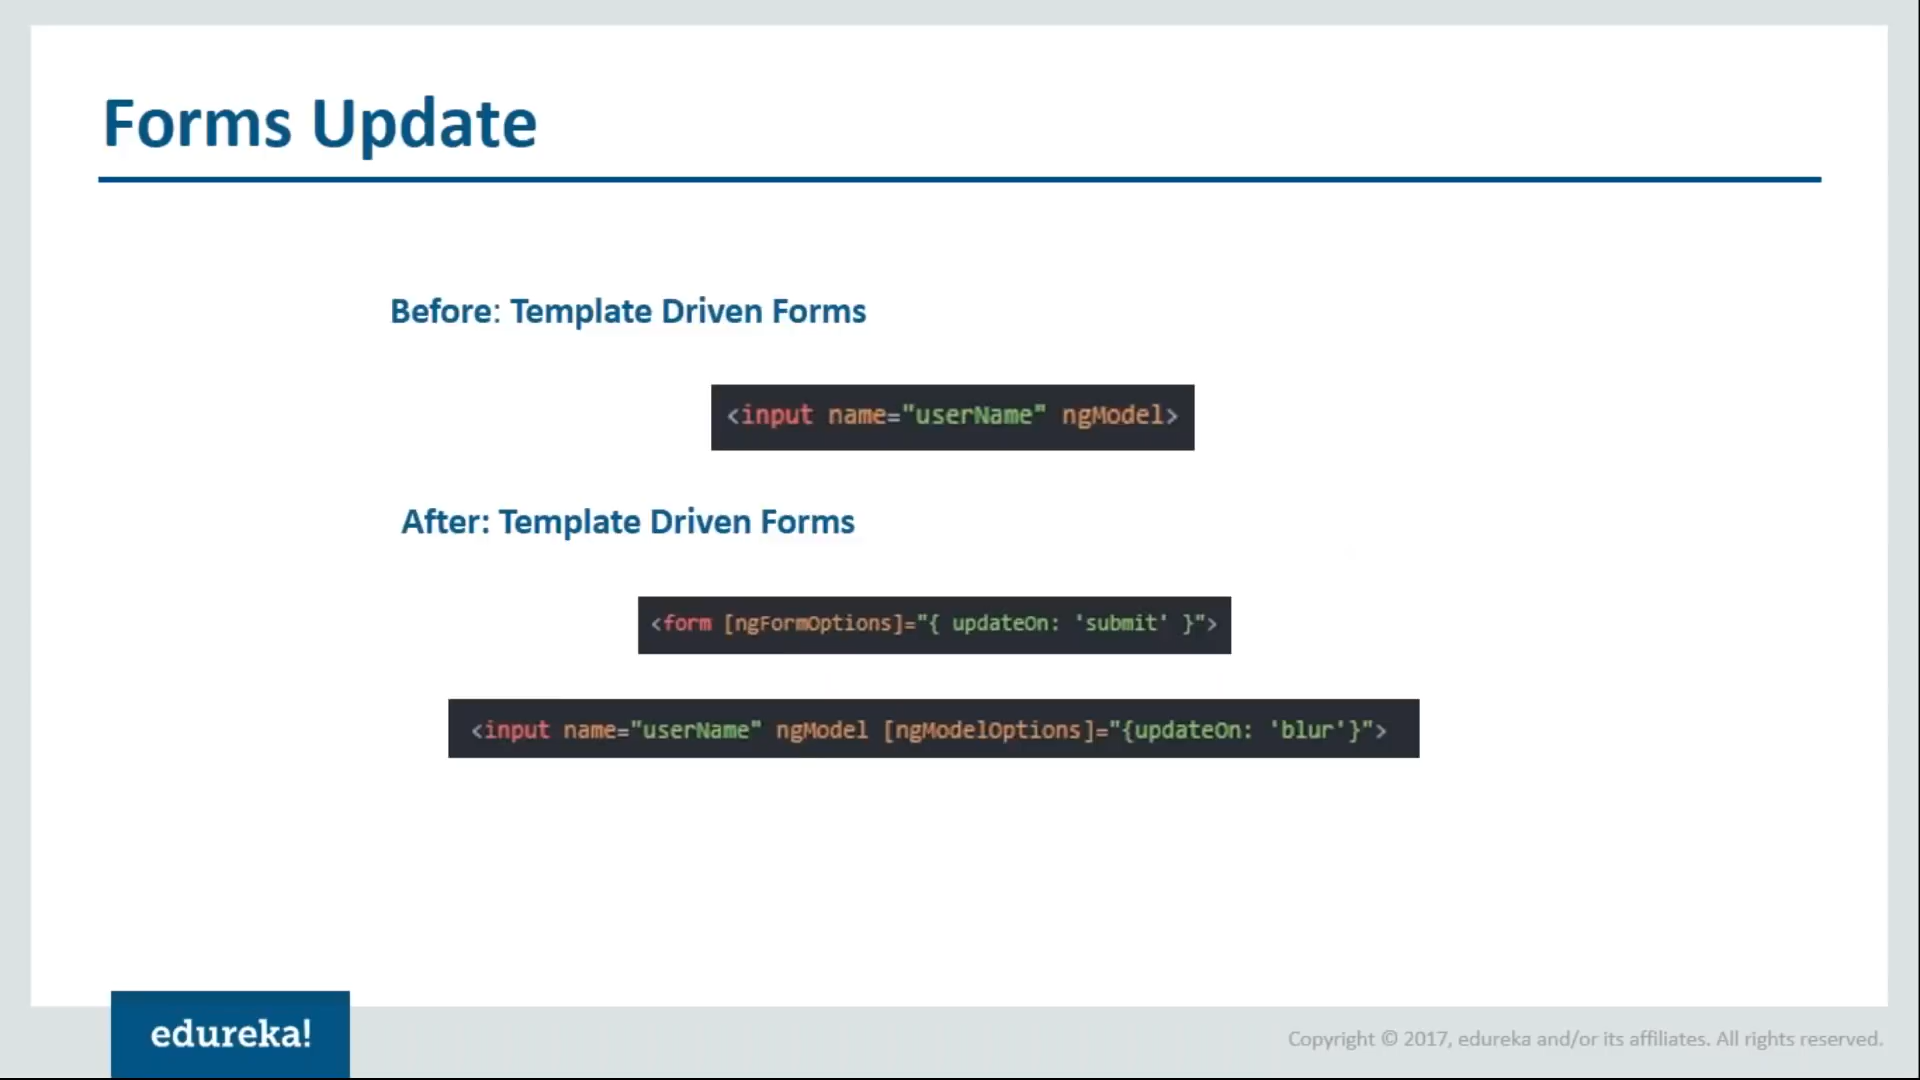 Forms Update
Before: Template Driven Forms
<input name="userName" ngModel>
After: Template Driven Forms
<form [ngFormOptions]="{ updateOn: 'submit' }">
<input name="userName" ngModel [ngModelOptions]="{updateOn: 'blur'}">
edureka!
Copyright © 2017, edureka and/or its affiliates. All rights reserved.